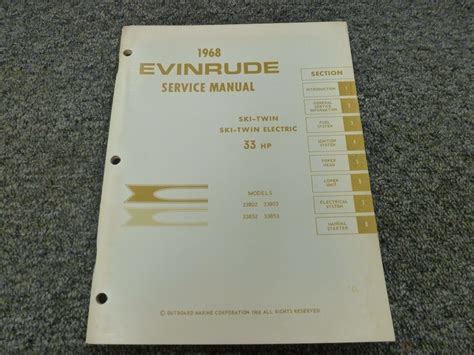 1968
EVINRUDE
SERVICE MANUAL
SKI-TWIN
SKI-TWIN ELECTRIC
33 HP
MODELS
33802 33803
33852 33853
SECTION
INTRODUCTION 1
GENERAL
SERVICE
INFORMATION 2
FUEL
SYSTEM 3
IGNITION
SYSTEM 4
POWER
HEAD 5
LOWER
UNIT 6
ELECTRICAL
SYSTEM 7
MANUAL
STARTER 8
© OUTBOARD MARINE CORPORATION 1968 ALL RIGHTS RESERVED